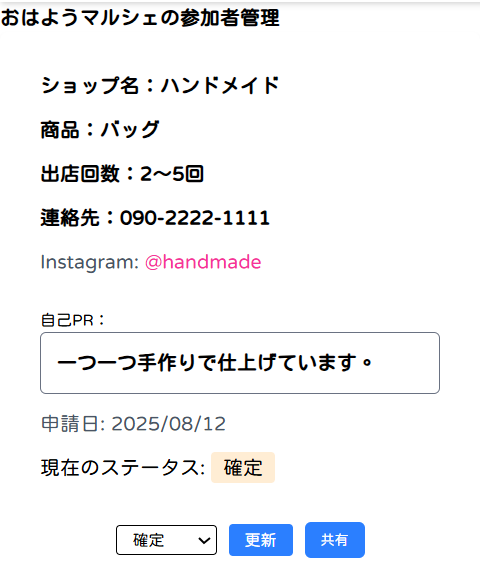 おはようマルシェの参加者管理
ショップ名：ハンドメイド
商品：バッグ
出店回数：2〜5回
連絡先：090-2222-1111
Instagram: @handmade
自己PR：
一つ一つ手作りで仕上げています。
申請日: 2025/08/12
現在のステータス: 確定
確定 更新 共有